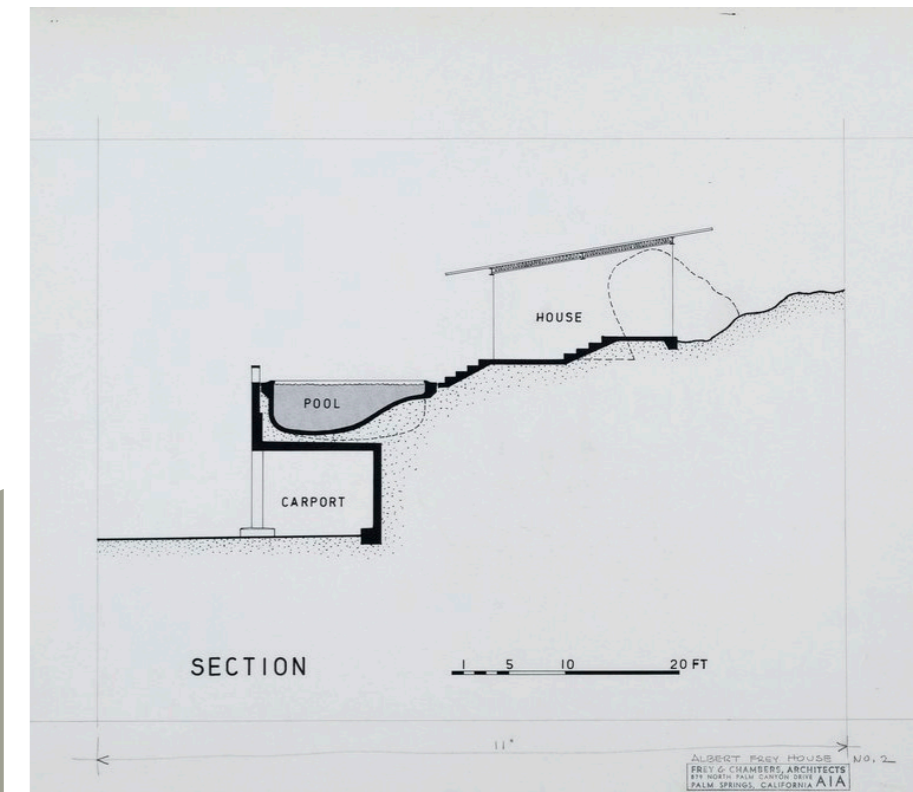 HOUSE
POOL
CARPORT
SECTION
1 5 10 20 FT
11"
ALBERT FREY HOUSE NO. 2
FREY & CHAMBERS, ARCHITECTS
879 NORTH PALM CANYON DRIVE
PALM SPRINGS, CALIFORNIA AIA